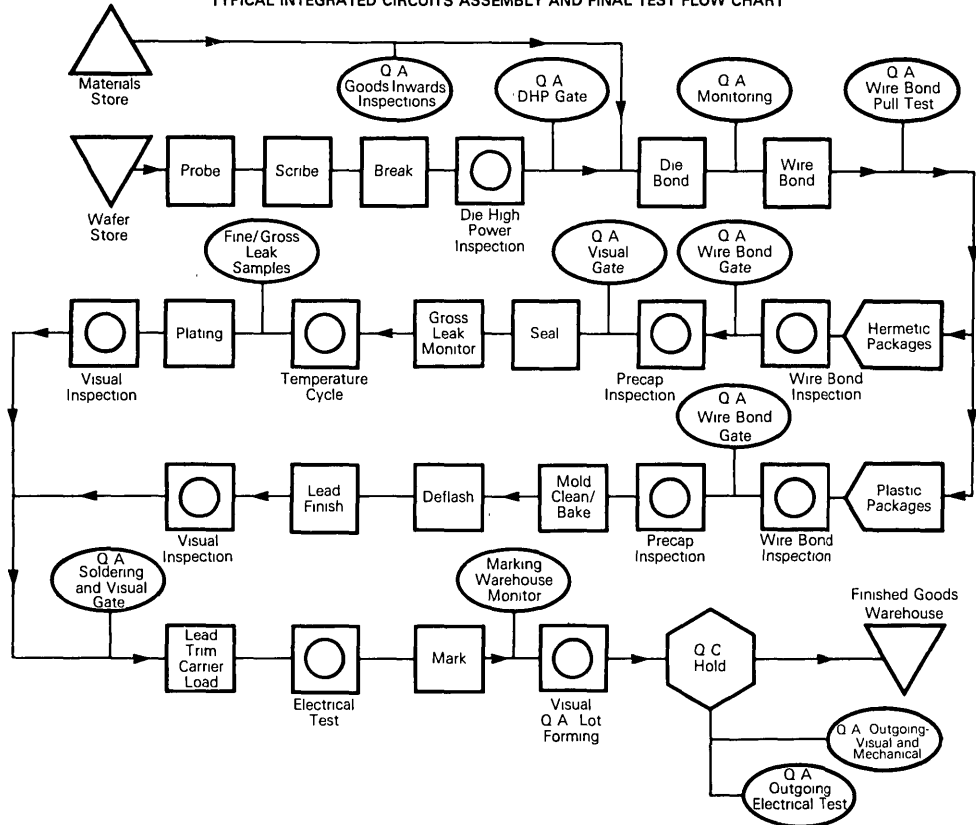 TYPICAL INTEGRATED CIRCUITS ASSEMBLY AND FINAL TEST FLOW CHART
Materials
Store
Q A
Goods Inwards
Inspections
Q A
DHP Gate
Q A
Monitoring
Q A
Wire Bond
Pull Test
Wafer
Store
Probe
Scribe
Break
Die High
Power
Inspection
Die
Bond
Wire
Bond
Fine/Gross
Leak
Samples
Q A
Visual
Gate
Q A
Wire Bond
Gate
Visual
Inspection
Plating
Temperature
Cycle
Gross
Leak
Monitor
Seal
Precap
Inspection
Wire Bond
Inspection
Hermetic
Packages
Q A
Wire Bond
Gate
Visual
Inspection
Lead
Finish
Deflash
Mold
Clean/
Bake
Precap
Inspection
Wire Bond
Inspection
Plastic
Packages
Q A
Soldering
and Visual
Gate
Marking
Warehouse
Monitor
Finished Goods
Warehouse
Lead
Trim
Carrier
Load
Electrical
Test
Mark
Visual
Q A Lot
Forming
Q C
Hold
Q A Outgoing-
Visual and
Mechanical
Q A
Outgoing
Electrical Test